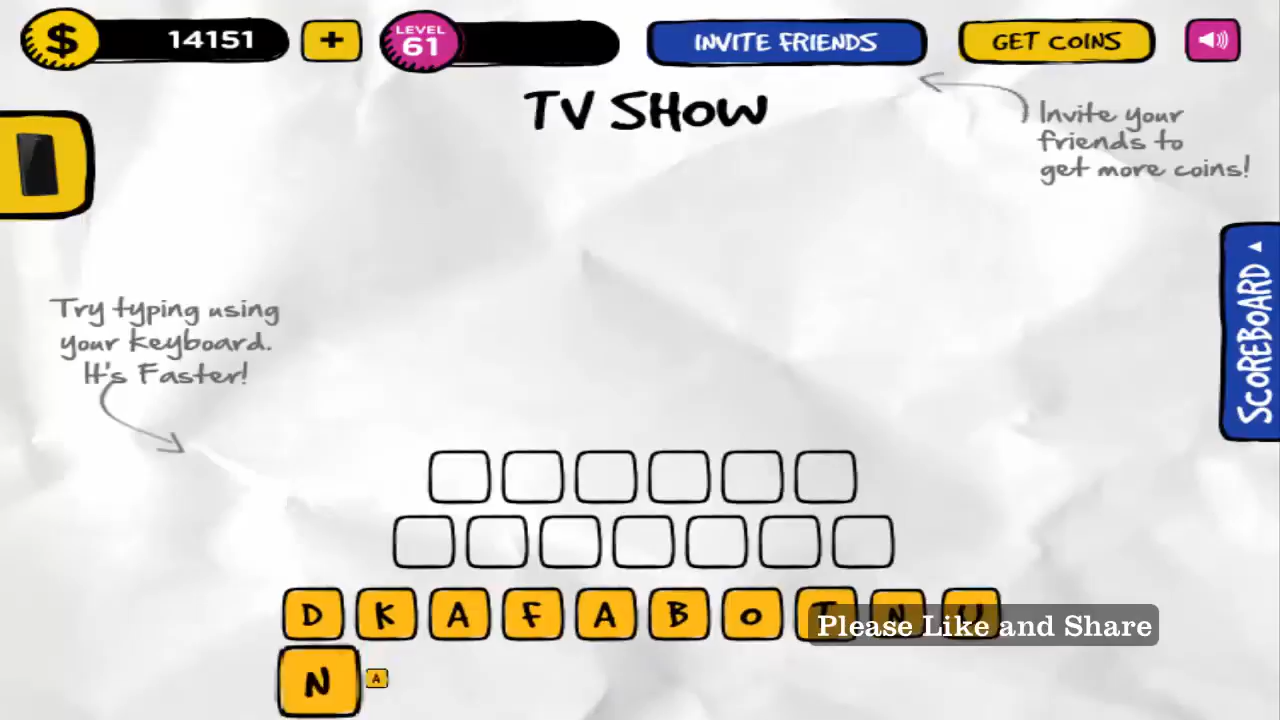 $ 14151 + LEVEL 61 INVITE FRIENDS GET COINS
TV SHOW
Invite your
friends to
get more coins!
SCOREBOARD
Try typing using
your keyboard.
It's Faster!
D K A F A B O T N U
Please Like and Share
N A